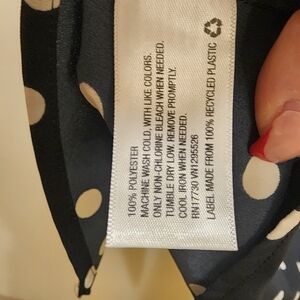 100% POLYESTER
MACHINE WASH COLD, WITH LIKE COLORS.
ONLY NON-CHLORINE BLEACH WHEN NEEDED.
TUMBLE DRY LOW. REMOVE PROMPTLY.
COOL IRON WHEN NEEDED.
RN17730 VN1295526
LABEL MADE FROM 100% RECYCLED PLASTIC